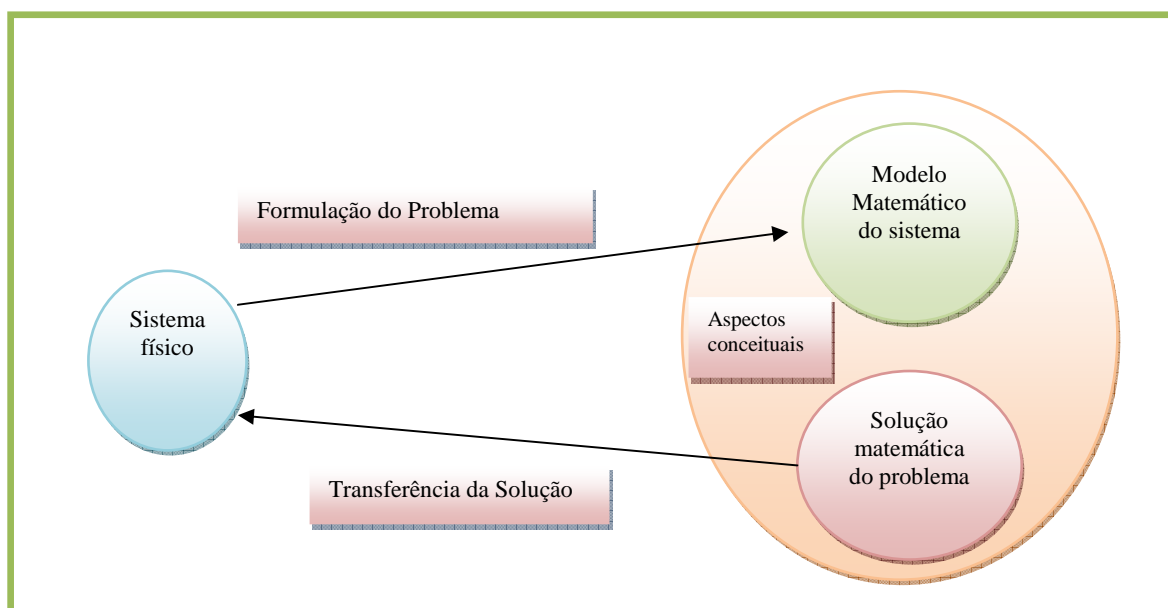 Formulação do Problema
Modelo
Matemático
do sistema
Sistema
físico
Aspectos
conceituais
Solução
matemática
do problema
Transferência da Solução